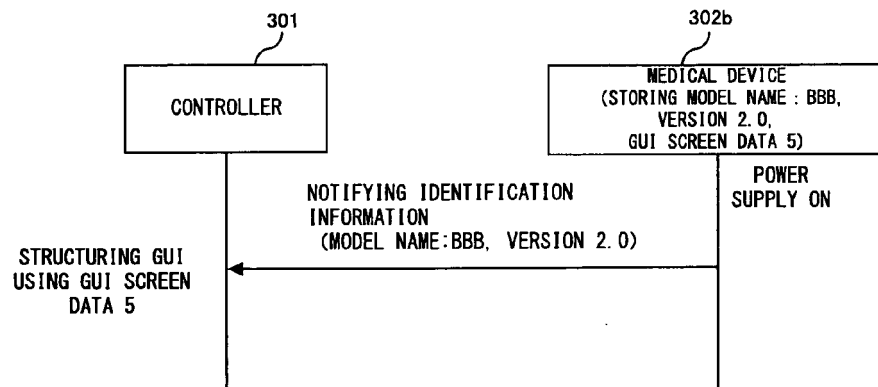 301
302b
CONTROLLER
MEDICAL DEVICE
(STORING MODEL NAME : BBB,
VERSION 2.0,
GUI SCREEN DATA 5)
POWER
SUPPLY ON
NOTIFYING IDENTIFICATION
INFORMATION
(MODEL NAME:BBB, VERSION 2.0)
STRUCTURING GUI
USING GUI SCREEN
DATA 5